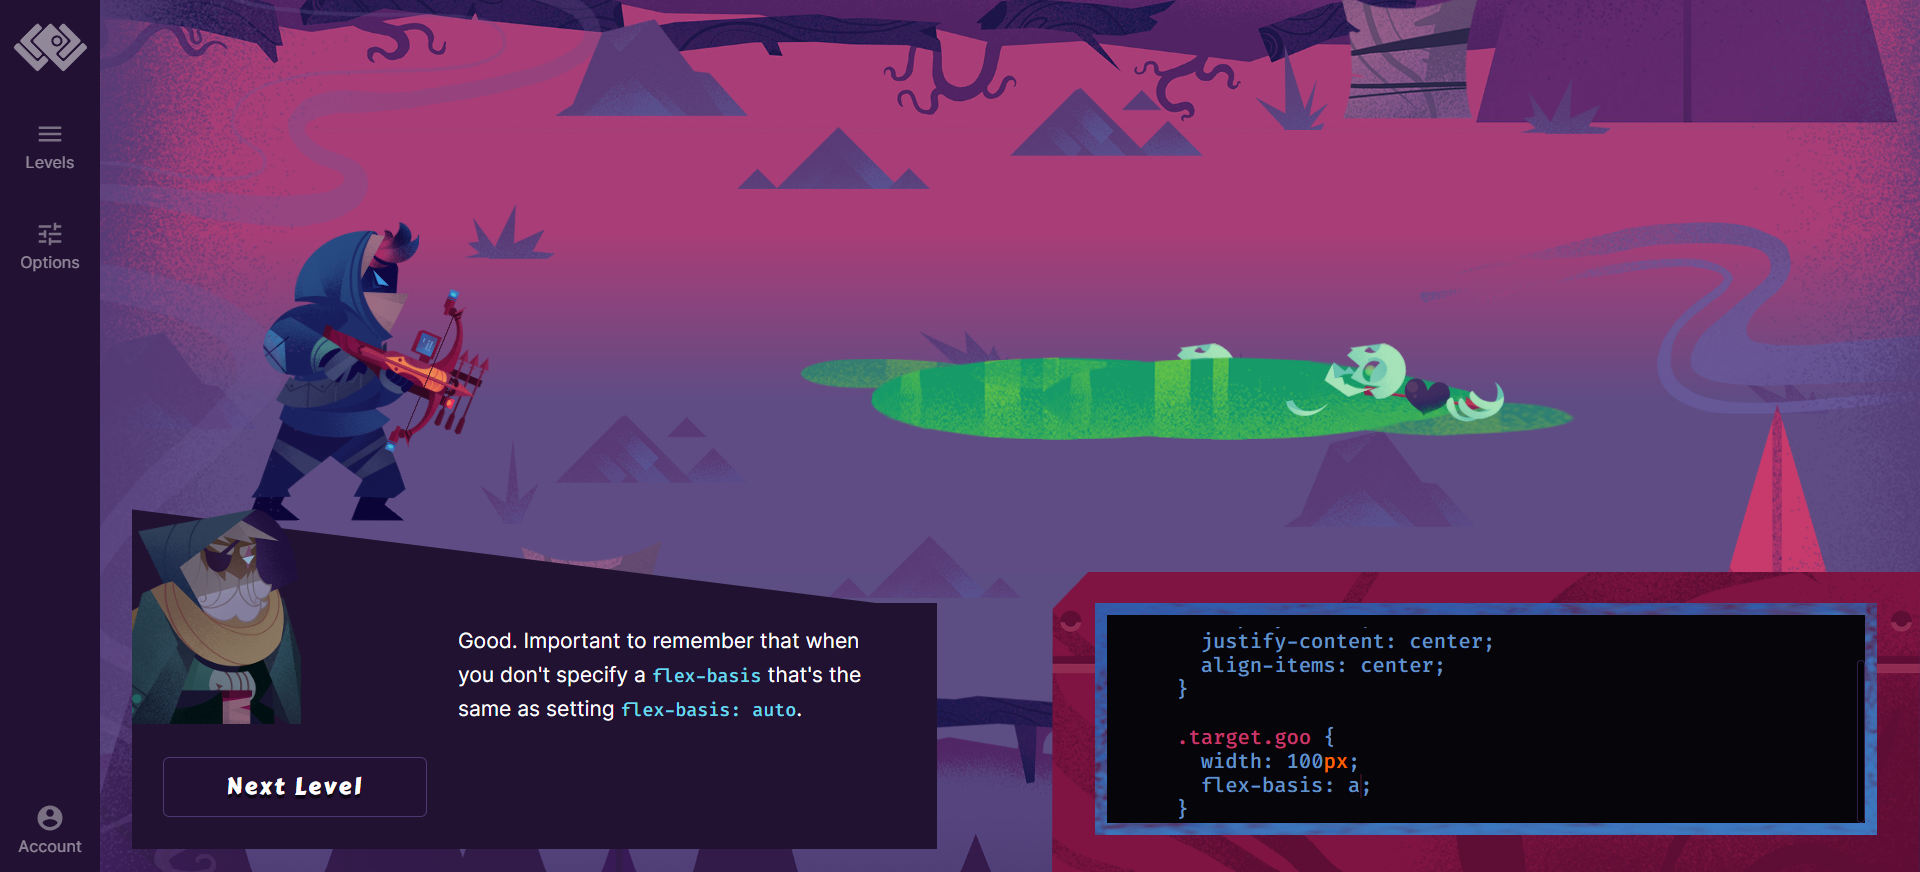 Levels
Options
Good. Important to remember that when
you don't specify a flex-basis that's the
same as setting flex-basis: auto.
Next Level
Account
justify-content: center;
align-items: center;
}
.target.goo {
width: 100px;
flex-basis: a;
}